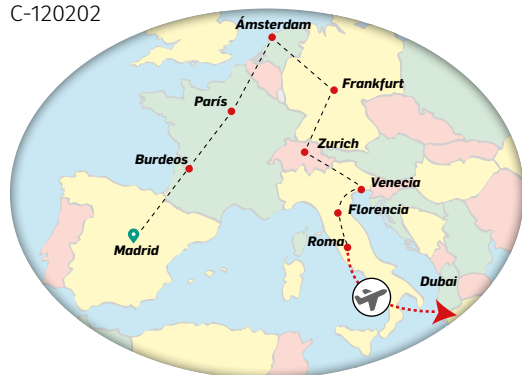 C-120202
Ámsterdam
Frankfurt
París
Zurich
Burdeos
Venecia
Florencia
Roma
Madrid
Dubai